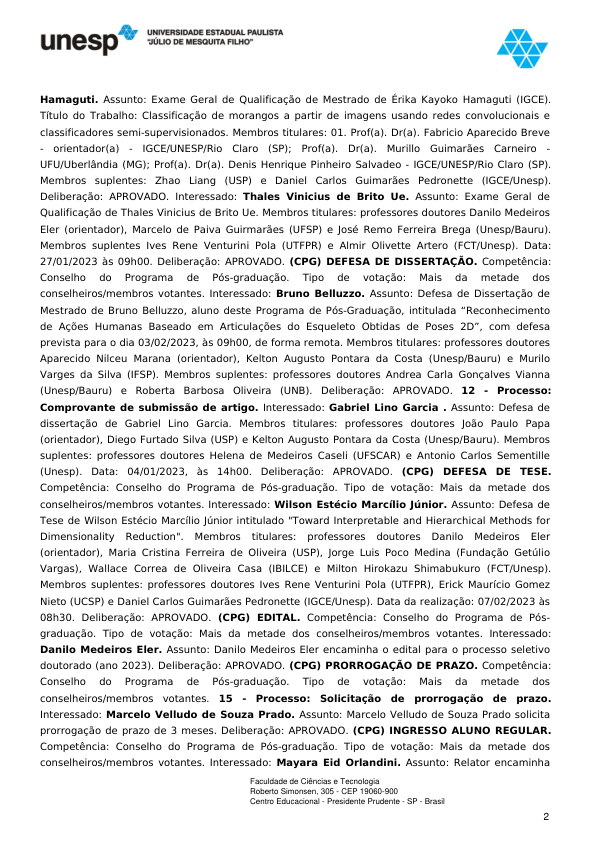 unesp
UNIVERSIDADE ESTADUAL PAULISTA
"JÚLIO DE MESQUITA FILHO"
Hamaguti. Assunto: Exame Geral de Qualificação de Mestrado de Érika Kayoko Hamaguti (IGCE).
Título do Trabalho: Classificação de morangos a partir de imagens usando redes convolucionais e
classificadores semi-supervisionados. Membros titulares: 01. Prof(a). Dr(a). Fabricio Aparecido Breve
- orientador(a) - IGCE/UNESP/Rio Claro (SP); Prof(a). Dr(a). Murillo Guimarães Carneiro -
UFU/Uberlândia (MG); Prof(a). Dr(a). Denis Henrique Pinheiro Salvadeo - IGCE/UNESP/Rio Claro (SP).
Membros suplentes: Zhao Liang (USP) e Daniel Carlos Guimarães Pedronette (IGCE/Unesp).
Deliberação: APROVADO. Interessado: Thales Vinicius de Brito Ue. Assunto: Exame Geral de
Qualificação de Thales Vinicius de Brito Ue. Membros titulares: professores doutores Danilo Medeiros
Eler (orientador), Marcelo de Paiva Guirmarães (UFSP) e José Remo Ferreira Brega (Unesp/Bauru).
Membros suplentes Ives Rene Venturini Pola (UTFPR) e Almir Olivette Artero (FCT/Unesp). Data:
27/01/2023 às 09h00. Deliberação: APROVADO. (CPG) DEFESA DE DISSERTAÇÃO. Competência:
Conselho do Programa de Pós-graduação. Tipo de votação: Mais da metade dos
conselheiros/membros votantes. Interessado: Bruno Belluzzo. Assunto: Defesa de Dissertação de
Mestrado de Bruno Belluzzo, aluno deste Programa de Pós-Graduação, intitulada “Reconhecimento
de Ações Humanas Baseado em Articulações do Esqueleto Obtidas de Poses 2D”, com defesa
prevista para o dia 03/02/2023, às 09h00, de forma remota. Membros titulares: professores doutores
Aparecido Nilceu Marana (orientador), Kelton Augusto Pontara da Costa (Unesp/Bauru) e Murilo
Varges da Silva (IFSP). Membros suplentes: professores doutores Andrea Carla Gonçalves Vianna
(Unesp/Bauru) e Roberta Barbosa Oliveira (UNB). Deliberação: APROVADO. 12 - Processo:
Comprovante de submissão de artigo. Interessado: Gabriel Lino Garcia . Assunto: Defesa de
dissertação de Gabriel Lino Garcia. Membros titulares: professores doutores João Paulo Papa
(orientador), Diego Furtado Silva (USP) e Kelton Augusto Pontara da Costa (Unesp/Bauru). Membros
suplentes: professores doutores Helena de Medeiros Caseli (UFSCAR) e Antonio Carlos Sementille
(Unesp). Data: 04/01/2023, às 14h00. Deliberação: APROVADO. (CPG) DEFESA DE TESE.
Competência: Conselho do Programa de Pós-graduação. Tipo de votação: Mais da metade dos
conselheiros/membros votantes. Interessado: Wilson Estécio Marcílio Júnior. Assunto: Defesa de
Tese de Wilson Estécio Marcílio Júnior intitulado "Toward Interpretable and Hierarchical Methods for
Dimensionality Reduction". Membros titulares: professores doutores Danilo Medeiros Eler
(orientador), Maria Cristina Ferreira de Oliveira (USP), Jorge Luis Poco Medina (Fundação Getúlio
Vargas), Wallace Correa de Oliveira Casa (IBILCE) e Milton Hirokazu Shimabukuro (FCT/Unesp).
Membros suplentes: professores doutores Ives Rene Venturini Pola (UTFPR), Erick Maurício Gomez
Nieto (UCSP) e Daniel Carlos Guimarães Pedronette (IGCE/Unesp). Data da realização: 07/02/2023 às
08h30. Deliberação: APROVADO. (CPG) EDITAL. Competência: Conselho do Programa de Pós-
graduação. Tipo de votação: Mais da metade dos conselheiros/membros votantes. Interessado:
Danilo Medeiros Eler. Assunto: Danilo Medeiros Eler encaminha o edital para o processo seletivo
doutorado (ano 2023). Deliberação: APROVADO. (CPG) PRORROGAÇÃO DE PRAZO. Competência:
Conselho do Programa de Pós-graduação. Tipo de votação: Mais da metade dos
conselheiros/membros votantes. 15 - Processo: Solicitação de prorrogação de prazo.
Interessado: Marcelo Velludo de Souza Prado. Assunto: Marcelo Velludo de Souza Prado solicita
prorrogação de prazo de 3 meses. Deliberação: APROVADO. (CPG) INGRESSO ALUNO REGULAR.
Competência: Conselho do Programa de Pós-graduação. Tipo de votação: Mais da metade dos
conselheiros/membros votantes. Interessado: Mayara Eid Orlandini. Assunto: Relator encaminha
Faculdade de Ciências e Tecnologia
Roberto Simonsen, 305 - CEP 19060-900
Centro Educacional - Presidente Prudente - SP - Brasil
2